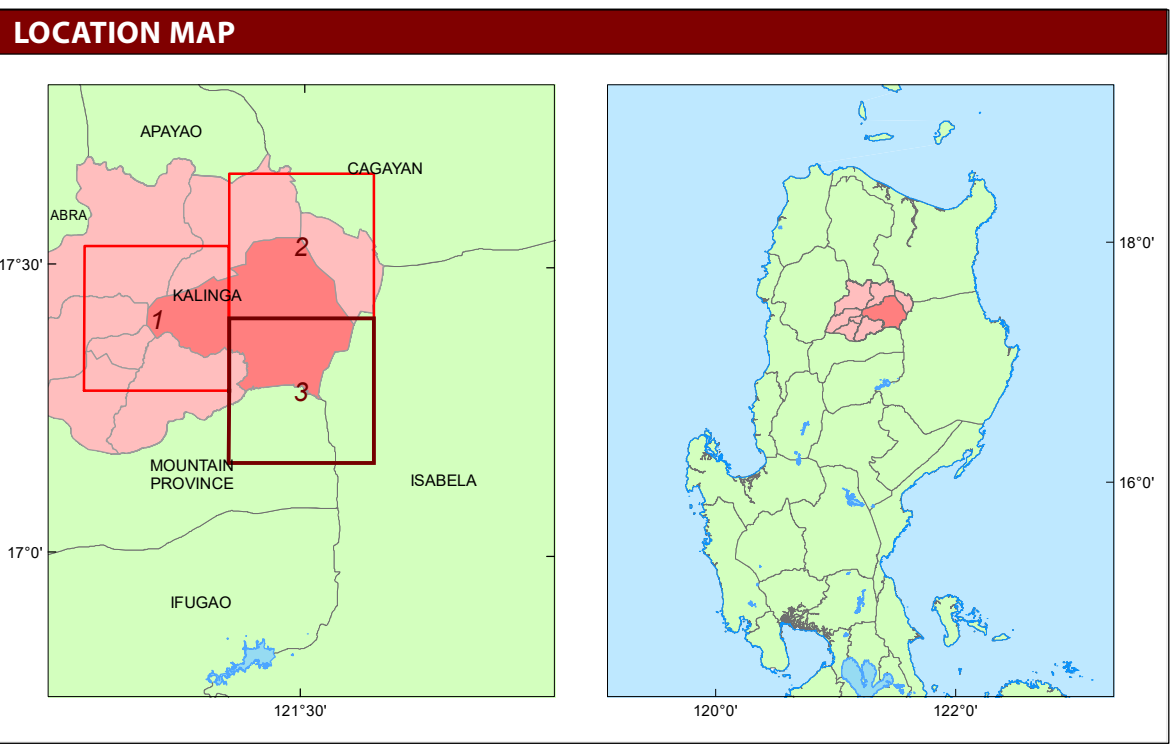 LOCATION MAP
APAYAO
CAGAYAN
ABRA
2
17°30'
KALINGA
1
3
MOUNTAIN
PROVINCE
ISABELA
17°0'
IFUGAO
121°30'
18°0'
16°0'
120°0'
122°0'